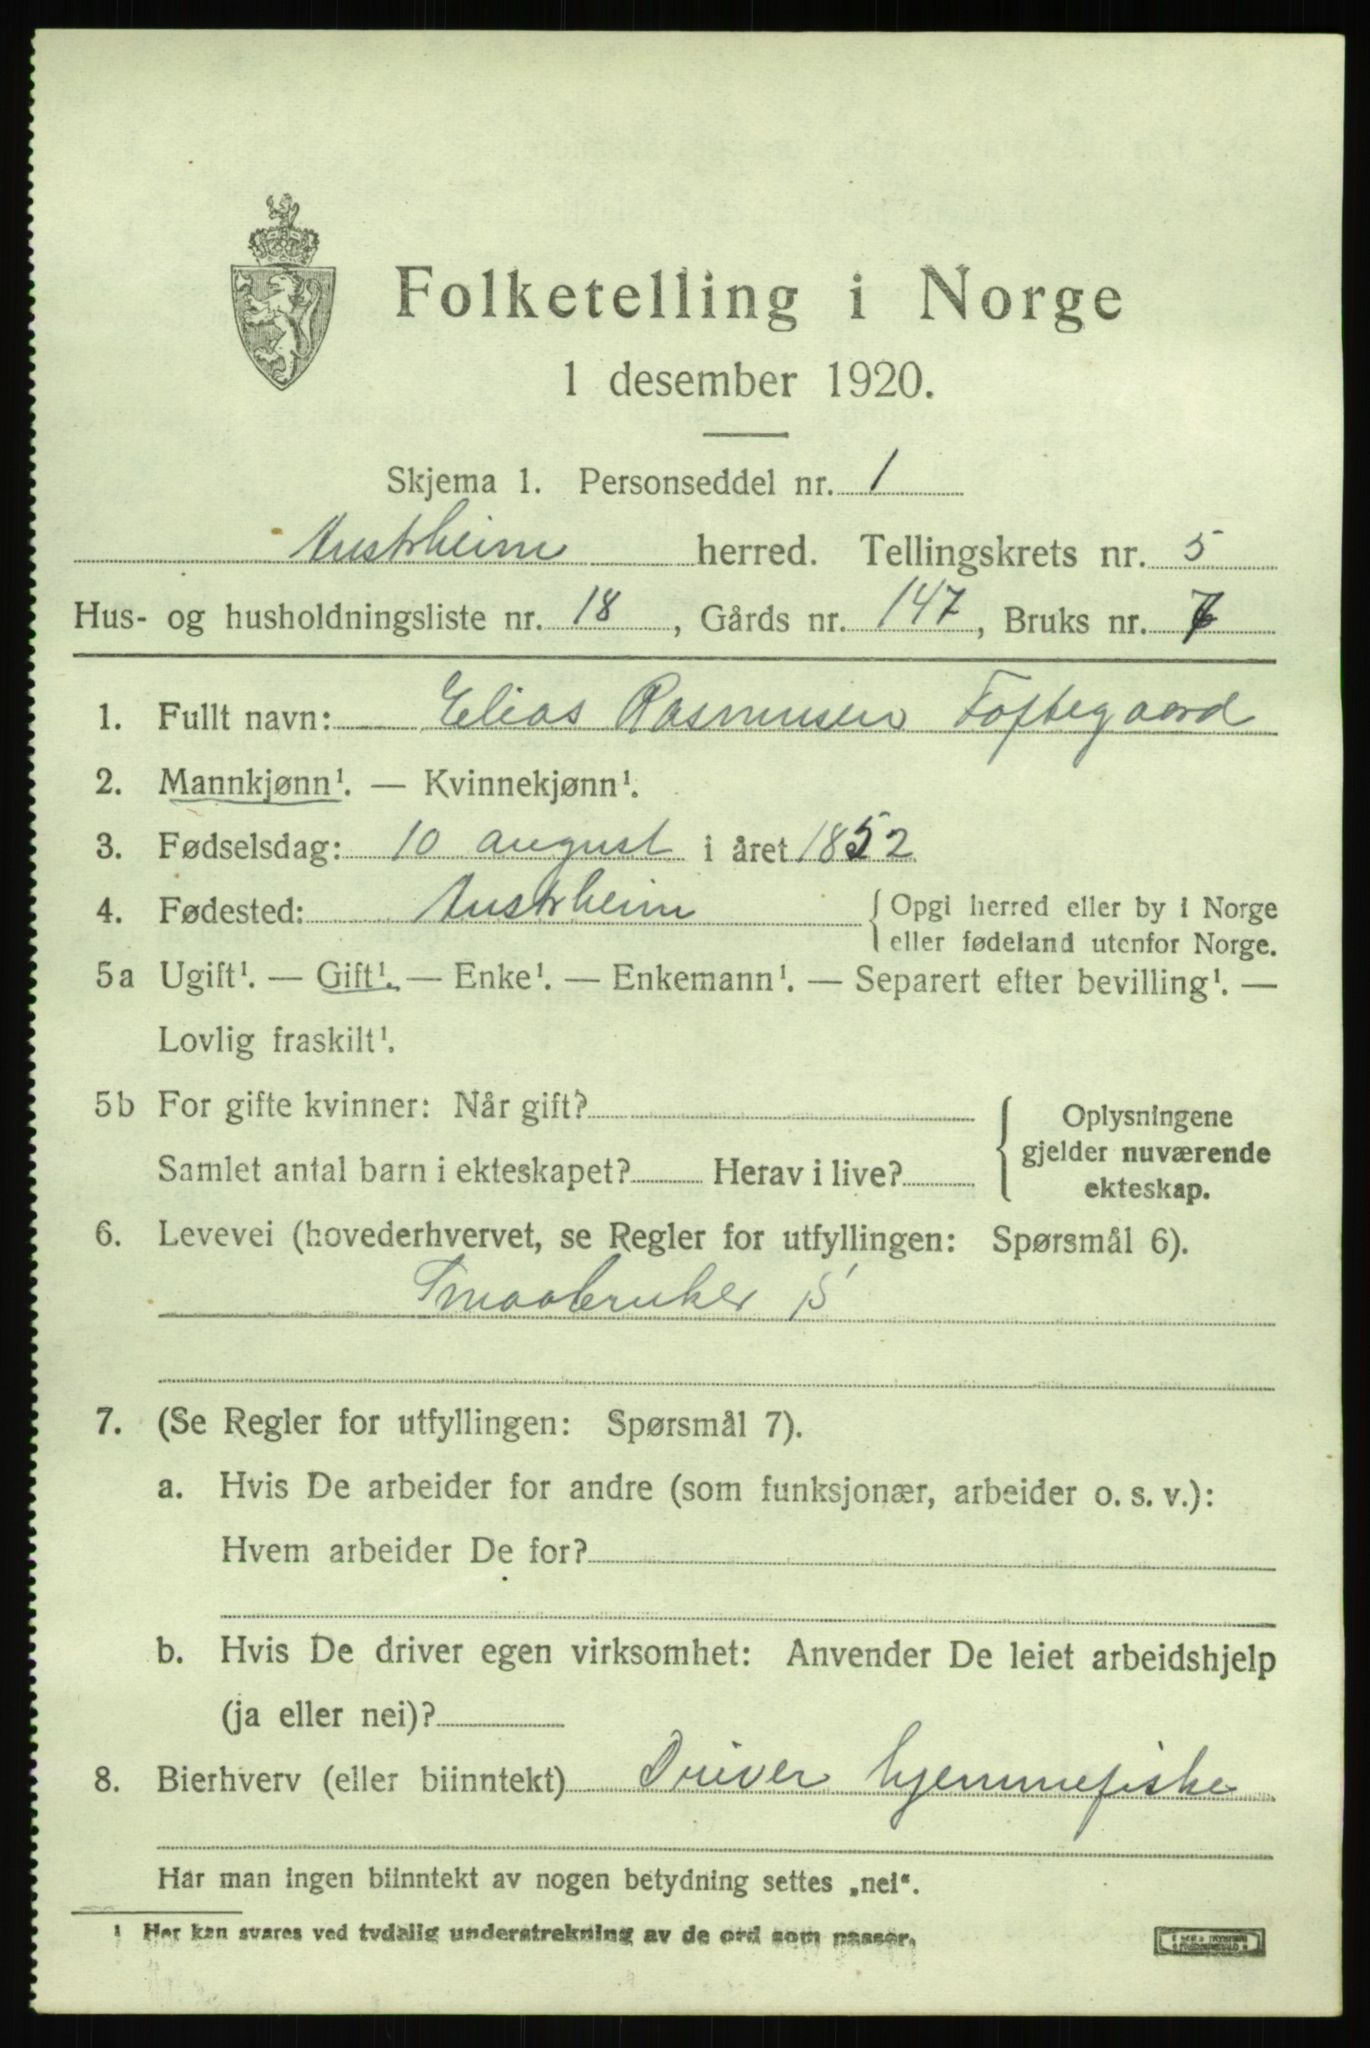 Folketelling i Norge
1 desember 1920.
Skjema 1. Personseddel nr. 1
Austrheim herred. Tellingskrets nr. 5
Hus- og husholdningsliste nr. 18, Gårds nr. 147, Bruks nr. 7
1. Fullt navn: Elias Rasmusen Toftegaard
2. Mannkjønn¹. — Kvinnekjønn¹.
3. Fødselsdag: 10 august i året 1852
4. Fødested: Austrheim {Opgi herred eller by i Norge
eller fødeland utenfor Norge.
5a Ugift¹. — Gift¹. — Enke¹. — Enkemann¹. — Separert efter bevilling¹. —
Lovlig fraskilt¹.
5b For gifte kvinner: Når gift? { Oplysningene
gjelder nuværende
Samlet antal barn i ekteskapet? Herav i live?
ekteskap.
6. Levevei (hovederhvervet, se Regler for utfyllingen: Spørsmål 6).
Smaabruker S
7. (Se Regler for utfyllingen: Spørsmål 7).
a. Hvis De arbeider for andre (som funksjonær, arbeider o. s. v.):
Hvem arbeider De for?
b. Hvis De driver egen virksomhet: Anvender De leiet arbeidshjelp
(ja eller nei)?
8. Bierhverv (eller biinntekt) Driver hjemmefiske
Har man ingen biinntekt av nogen betydning settes „nei“.
¹ Her kan svares ved tydelig understrekning av de ord som passer.